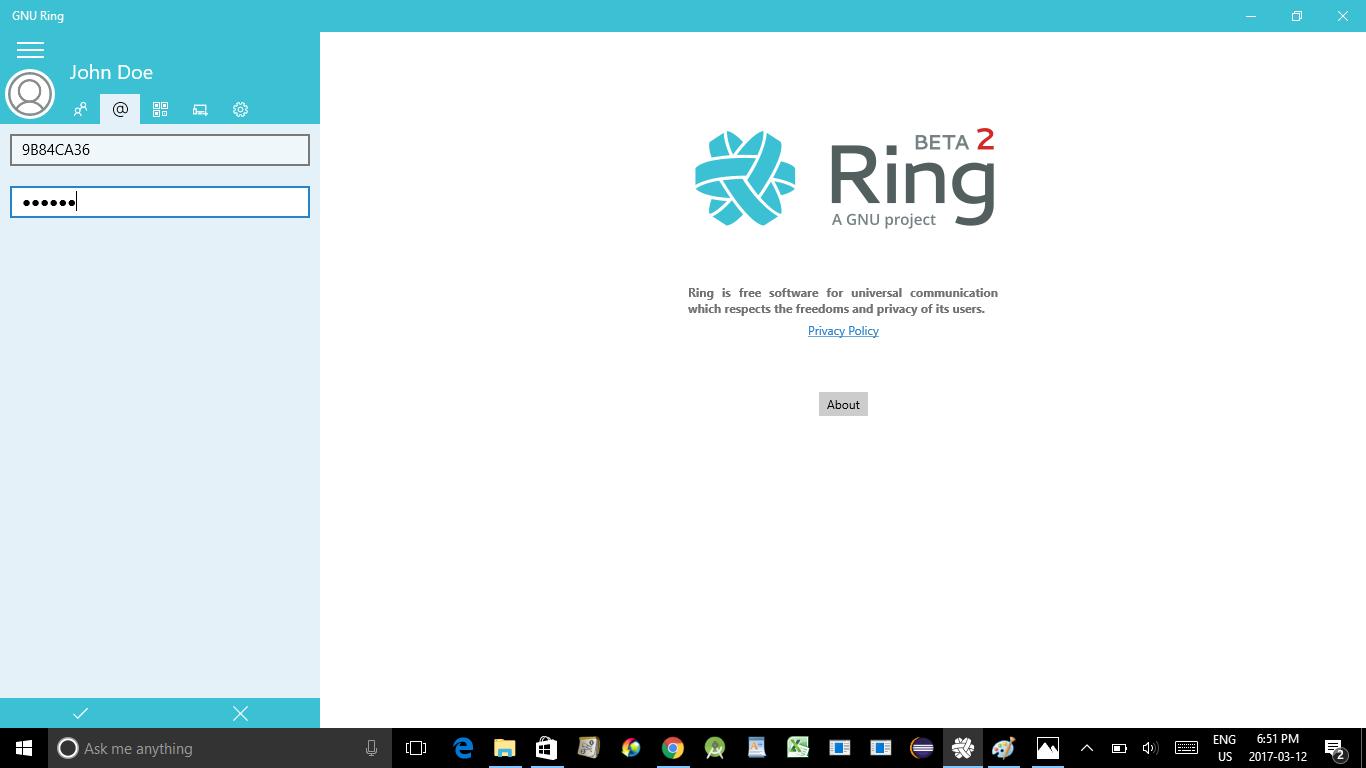 GNU Ring
John Doe
@
9B84CA36
●●●●●●
BETA 2
Ring
A GNU project
Ring is free software for universal communication
which respects the freedoms and privacy of its users.
Privacy Policy
About
Ask me anything
ENG
US
6:51 PM
2017-03-12
2